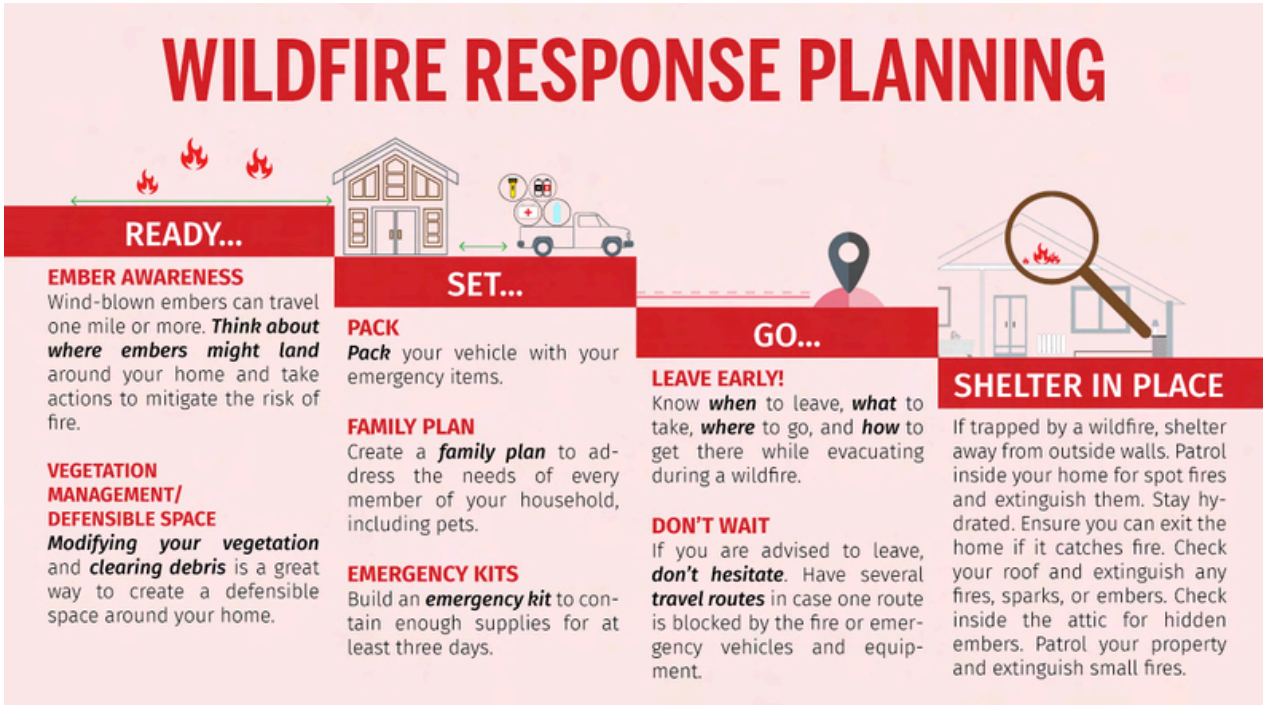 WILDFIRE RESPONSE PLANNING
READY...
EMBER AWARENESS
Wind-blown embers can travel
one mile or more. Think about
where embers might land
around your home and take
actions to mitigate the risk of
fire.
VEGETATION
MANAGEMENT/
DEFENSIBLE SPACE
Modifying your vegetation
and clearing debris is a great
way to create a defensible
space around your home.
SET...
PACK
Pack your vehicle with your
emergency items.
FAMILY PLAN
Create a family plan to ad-
dress the needs of every
member of your household,
including pets.
EMERGENCY KITS
Build an emergency kit to con-
tain enough supplies for at
least three days.
GO...
LEAVE EARLY!
Know when to leave, what to
take, where to go, and how to
get there while evacuating
during a wildfire.
DON'T WAIT
If you are advised to leave,
don't hesitate. Have several
travel routes in case one route
is blocked by the fire or emer-
gency vehicles and equip-
ment.
SHELTER IN PLACE
If trapped by a wildfire, shelter
away from outside walls. Patrol
inside your home for spot fires
and extinguish them. Stay hy-
drated. Ensure you can exit the
home if it catches fire. Check
your roof and extinguish any
fires, sparks, or embers. Check
inside the attic for hidden
embers. Patrol your property
and extinguish small fires.